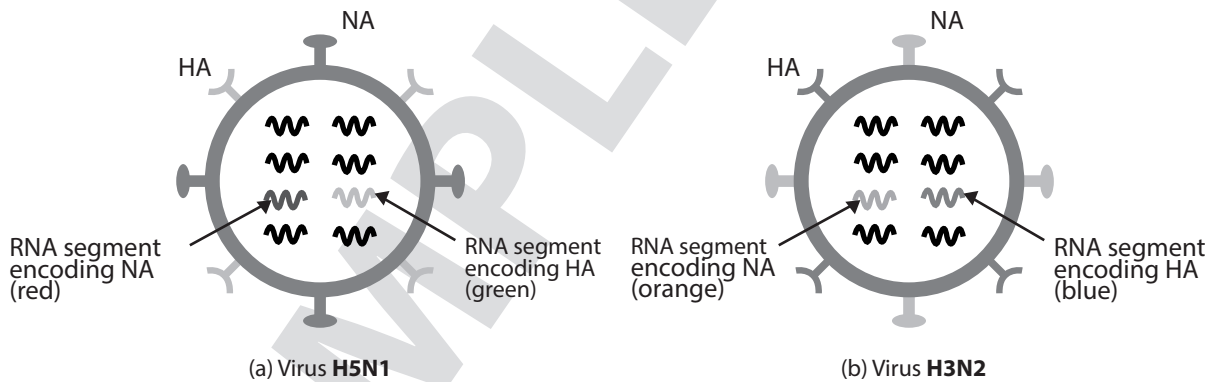 NA
HA
RNA segment
encoding NA
(red)
RNA segment
encoding HA
(green)
(a) Virus H5N1
NA
HA
RNA segment
encoding NA
(orange)
RNA segment
encoding HA
(blue)
(b) Virus H3N2